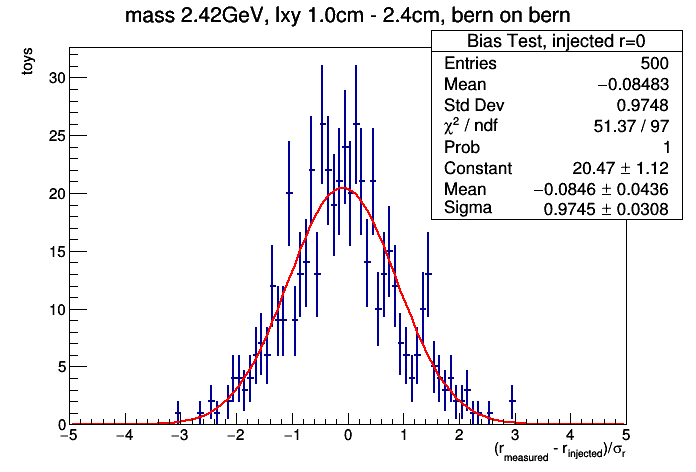 mass 2.42GeV, lxy 1.0cm - 2.4cm, bern on bern
Bias Test, injected r=0
Entries 500
Mean −0.08483
Std Dev 0.9748
χ² / ndf 51.37 / 97
Prob 1
Constant 20.47 ± 1.12
Mean −0.0846 ± 0.0436
Sigma 0.9745 ± 0.0308
toys
30
25
20
15
10
5
0
−5 −4 −3 −2 −1 0 1 2 3 4 5
(r_measured - r_injected)/σ_r